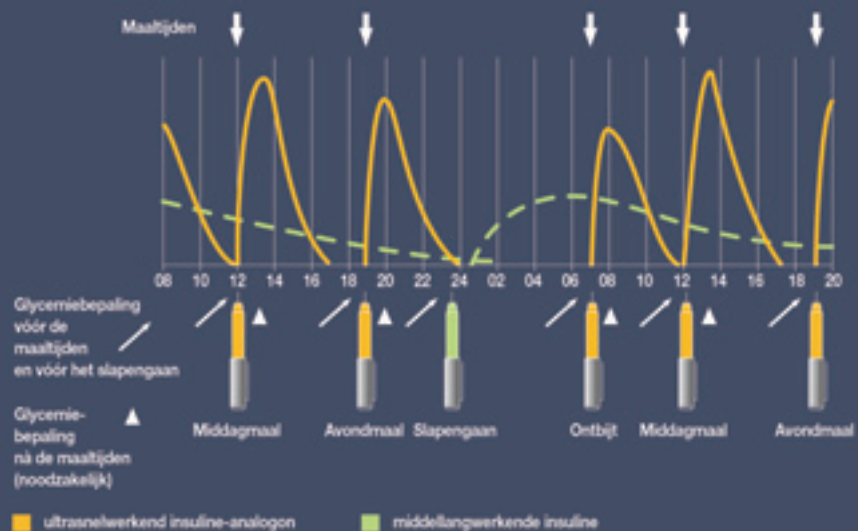 Maaltijden
08 10 12 14 16 18 20 22 24 02 04 06 08 10 12 14 16 18 20
Glycemiebepaling
vóór de
maaltijden
en vóór het slapengaan
Glycemie-
bepaling
nà de maaltijden
(noodzakelijk)
Middagmaal Avondmaal Slapengaan Ontbijt Middagmaal Avondmaal
ultrasnelwerkend insuline-analogon
middellangwerkende insuline